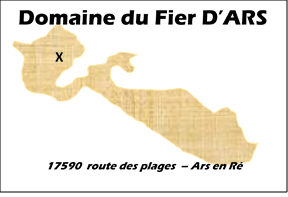 Domaine du Fier D'ARS
X
17590 route des plages – Ars en Ré